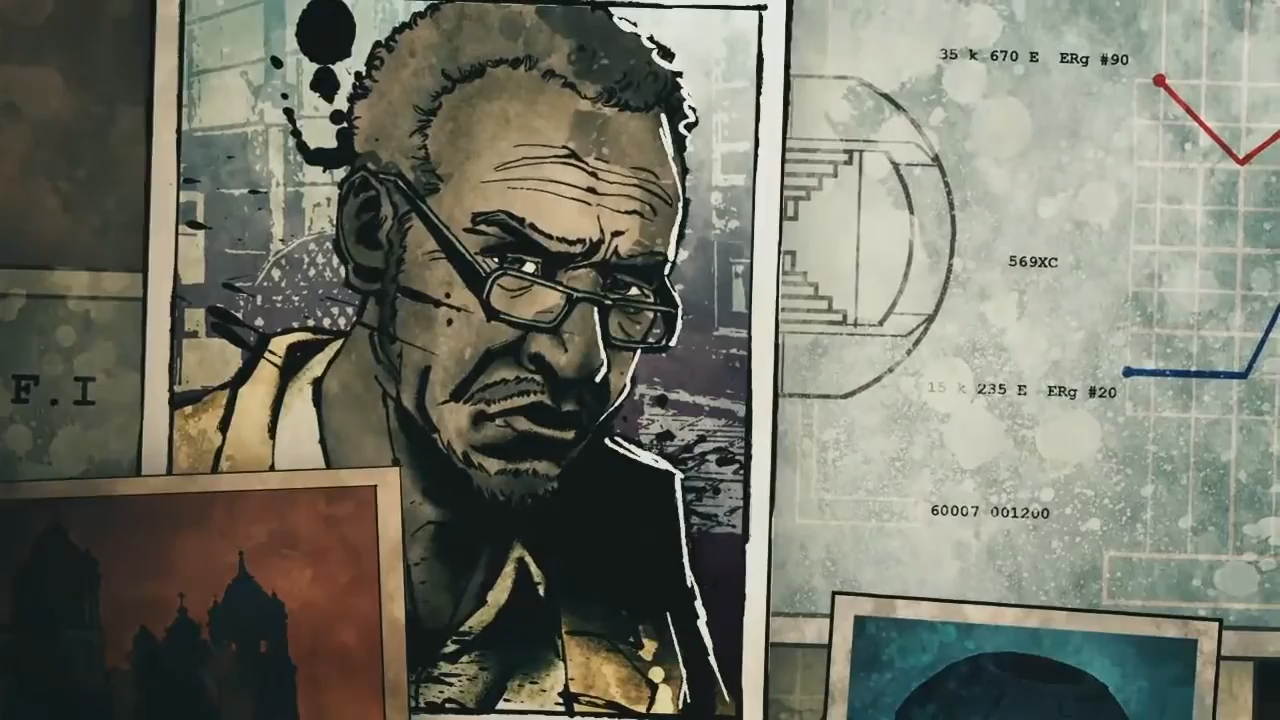 35 k 670 E ERg #90
569XC
F.I
15 k 235 E ERg #20
60007 001200